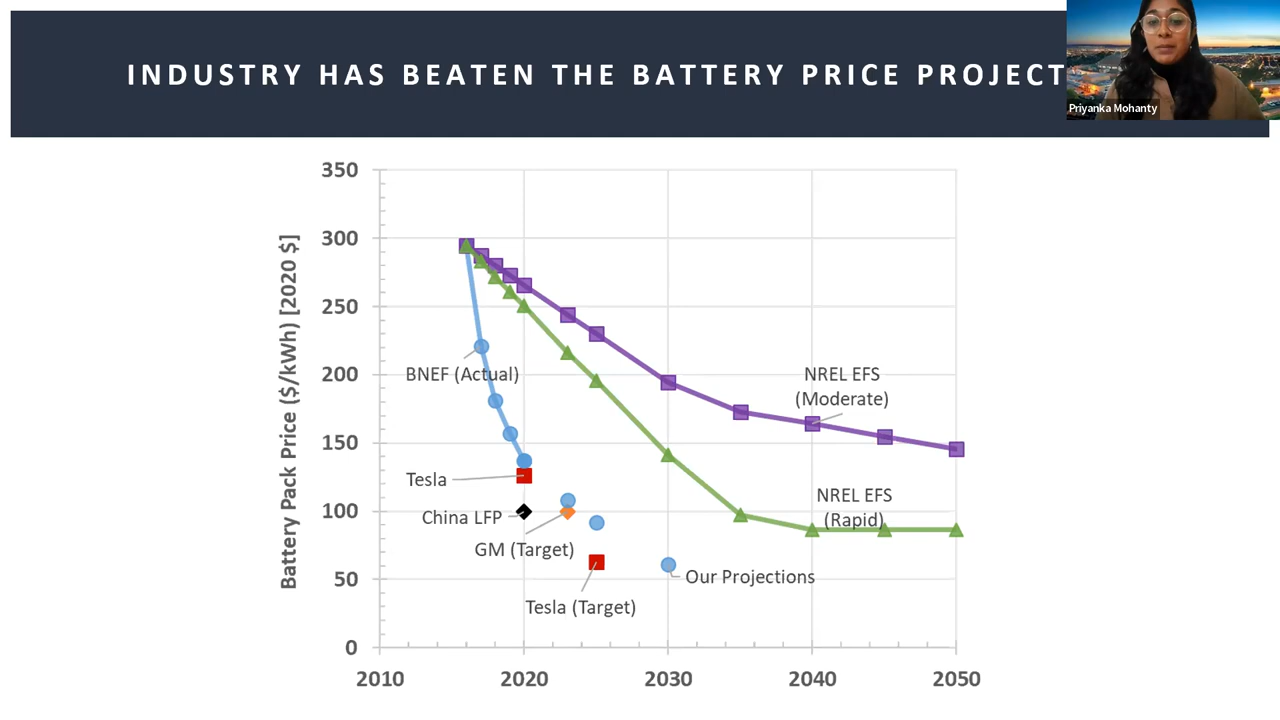 INDUSTRY HAS BEATEN THE BATTERY PRICE
Priyanka Mohanty
Battery Pack Price ($/kWh) [2020 $]
350
300
250
200
150
100
50
0
2010
2020
2030
2040
2050
BNEF (Actual)
Tesla
China LFP
GM (Target)
Tesla (Target)
Our Projections
NREL EFS
(Moderate)
NREL EFS
(Rapid)